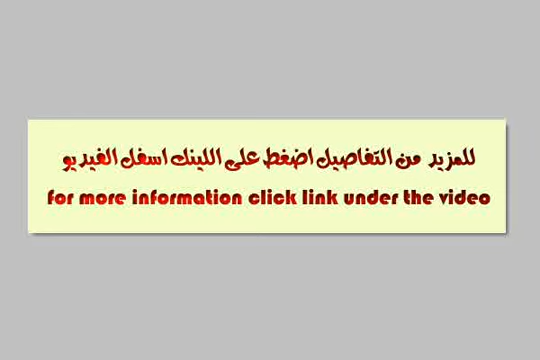 للمزيد من التفاصيل اضغط على اللينك اسفل الفيديو
for more information click link under the video